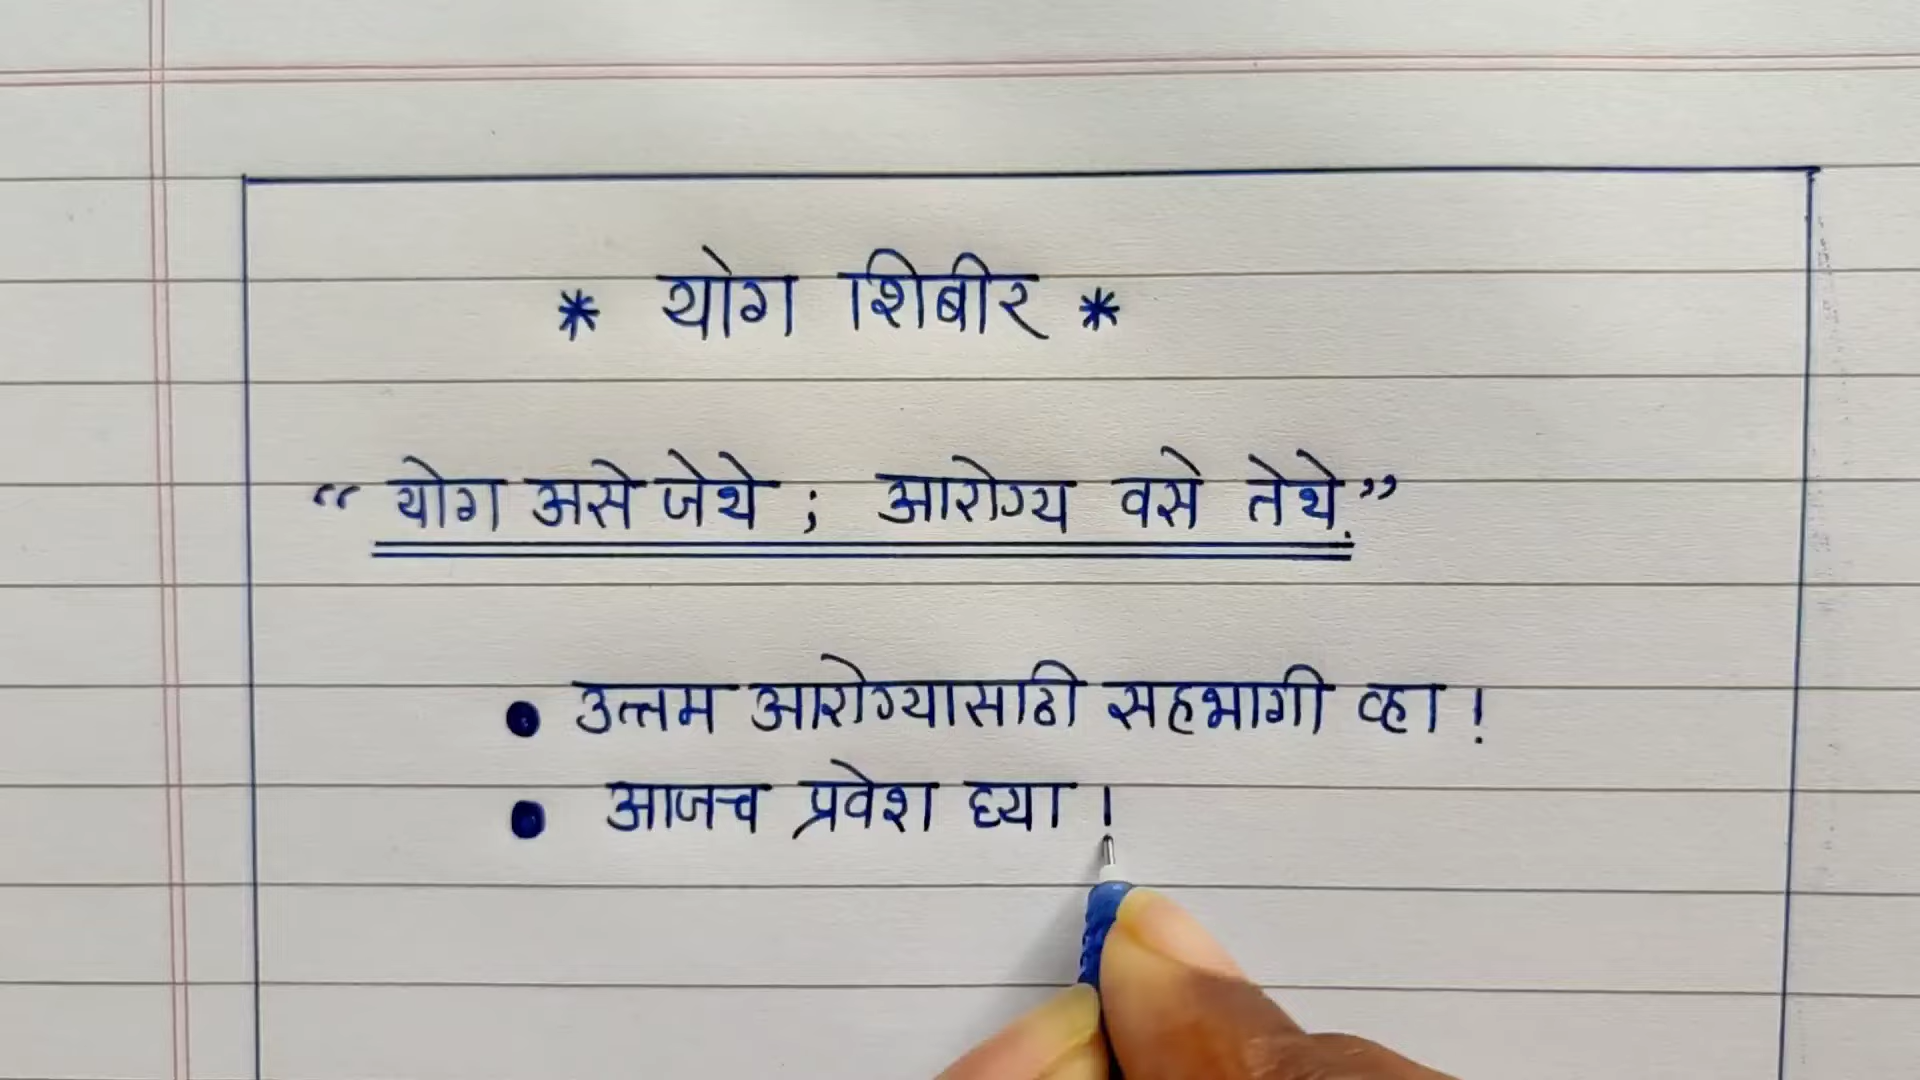 * योग शिबीर *
“ योग असे जेथे ; आरोग्य वसे तेथे. ”
• उत्तम आरोग्यासाठी सहभागी व्हा !
• आजच प्रवेश घ्या !